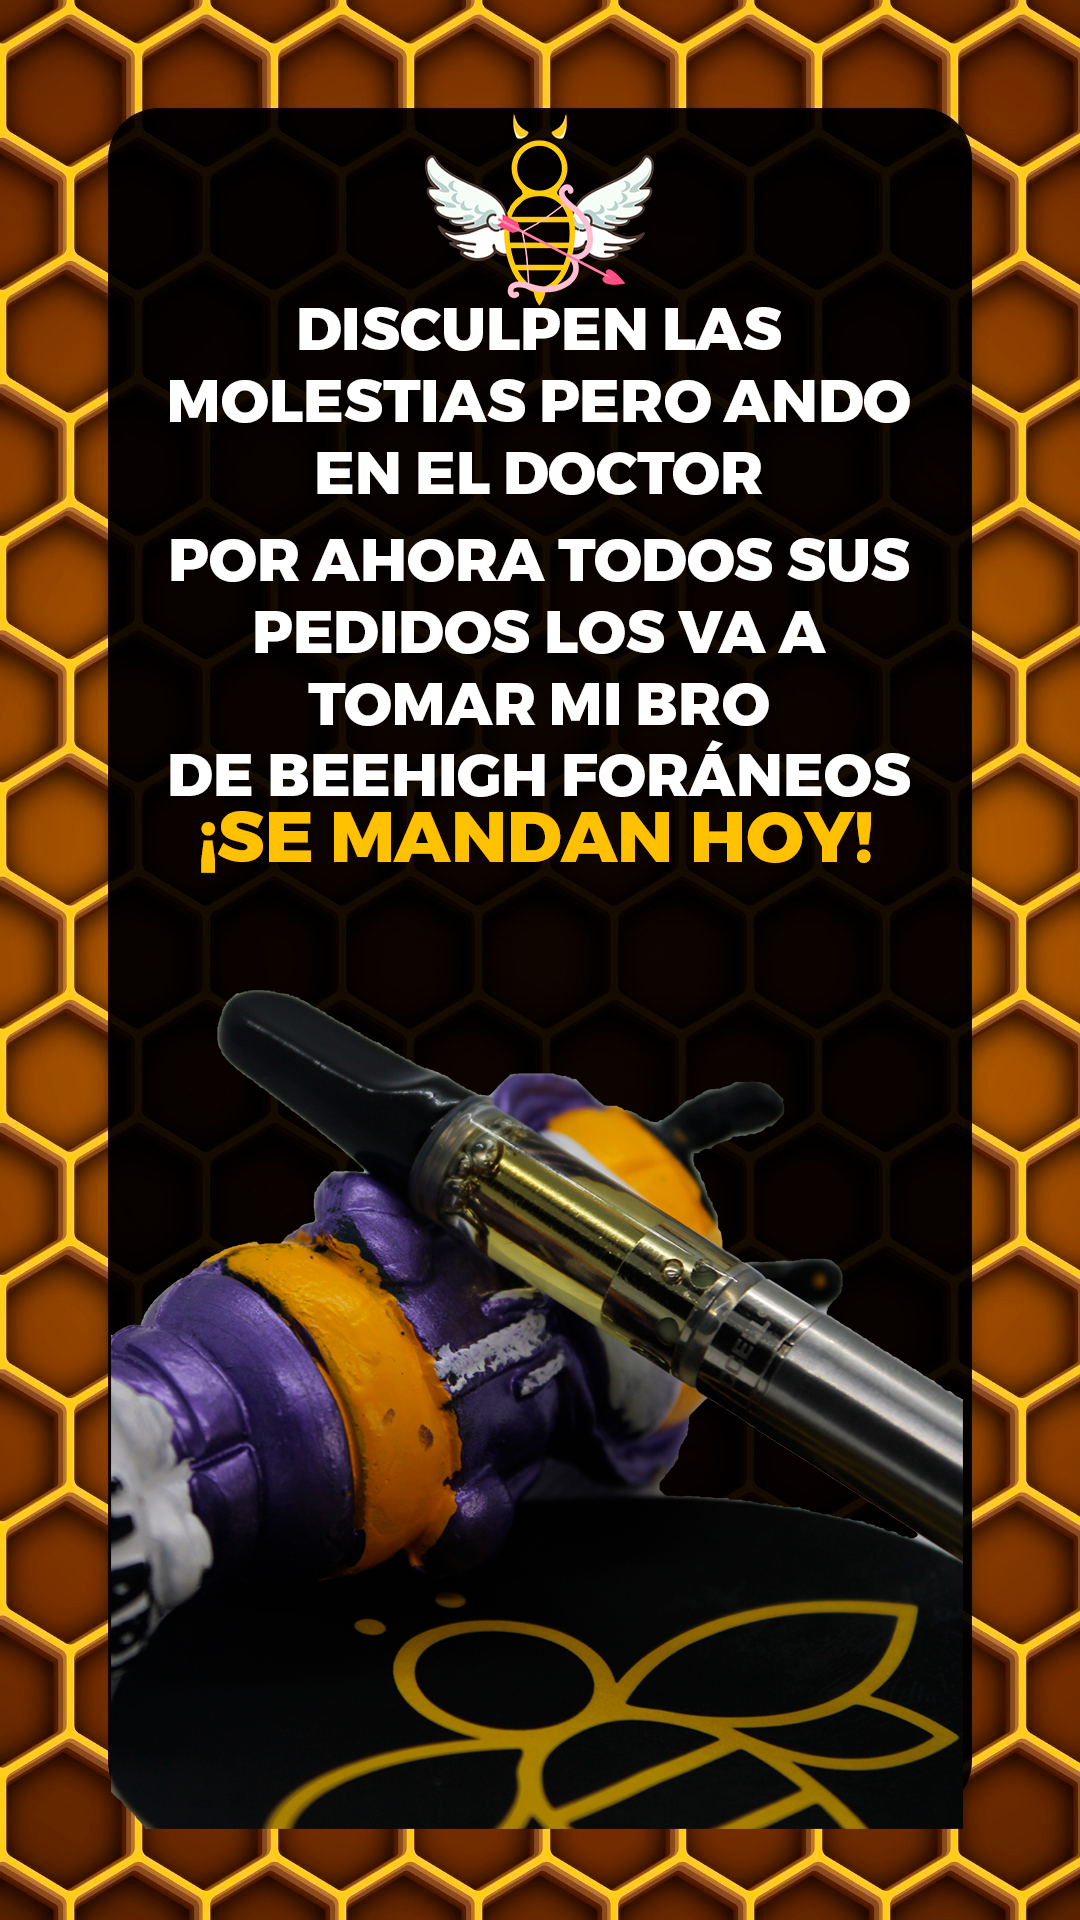 DISCULPEN LAS
MOLESTIAS PERO ANDO
EN EL DOCTOR
POR AHORA TODOS SUS
PEDIDOS LOS VA A
TOMAR MI BRO
DE BEEHIGH FORÁNEOS
¡SE MANDAN HOY!